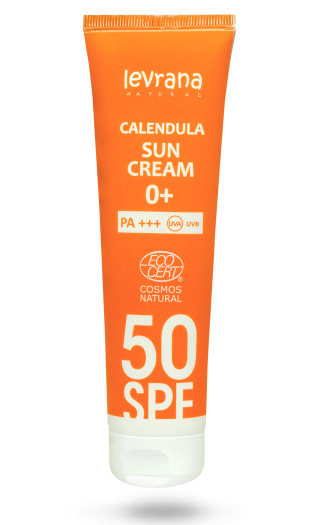 levrana
NATURAL
CALENDULA
SUN
CREAM
0+
PA +++ UVA UVB
ECO
CERT®
COSMOS
NATURAL
50
SPF